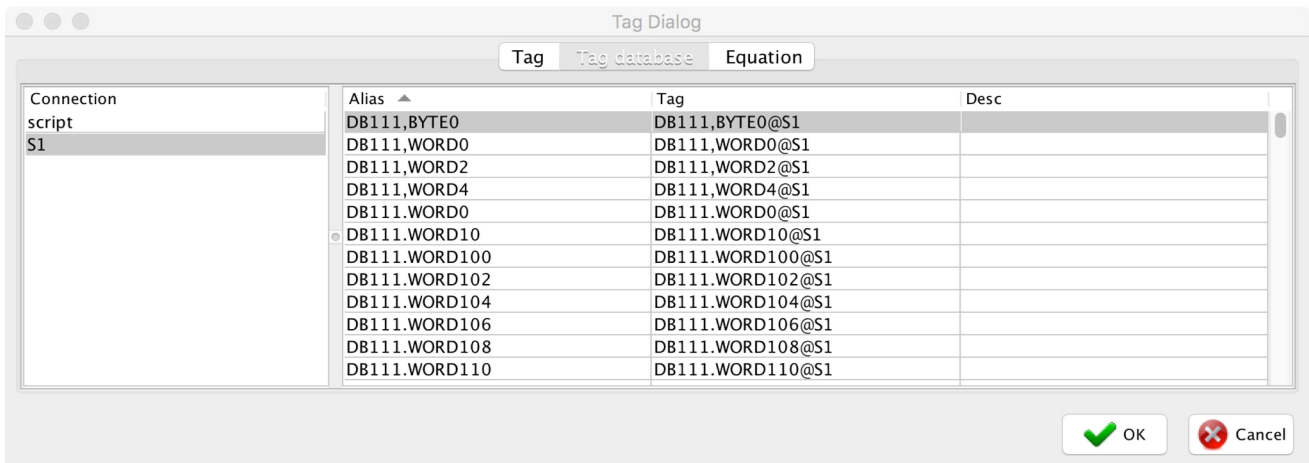 Tag Dialog
Tag Tag database Equation
Connection Alias Tag Desc
script DB111,BYTE0 DB111,BYTE0@S1
S1 DB111,WORD0 DB111,WORD0@S1
DB111,WORD2 DB111,WORD2@S1
DB111,WORD4 DB111,WORD4@S1
DB111.WORD0 DB111.WORD0@S1
DB111.WORD10 DB111.WORD10@S1
DB111.WORD100 DB111.WORD100@S1
DB111.WORD102 DB111.WORD102@S1
DB111.WORD104 DB111.WORD104@S1
DB111.WORD106 DB111.WORD106@S1
DB111.WORD108 DB111.WORD108@S1
DB111.WORD110 DB111.WORD110@S1
OK Cancel